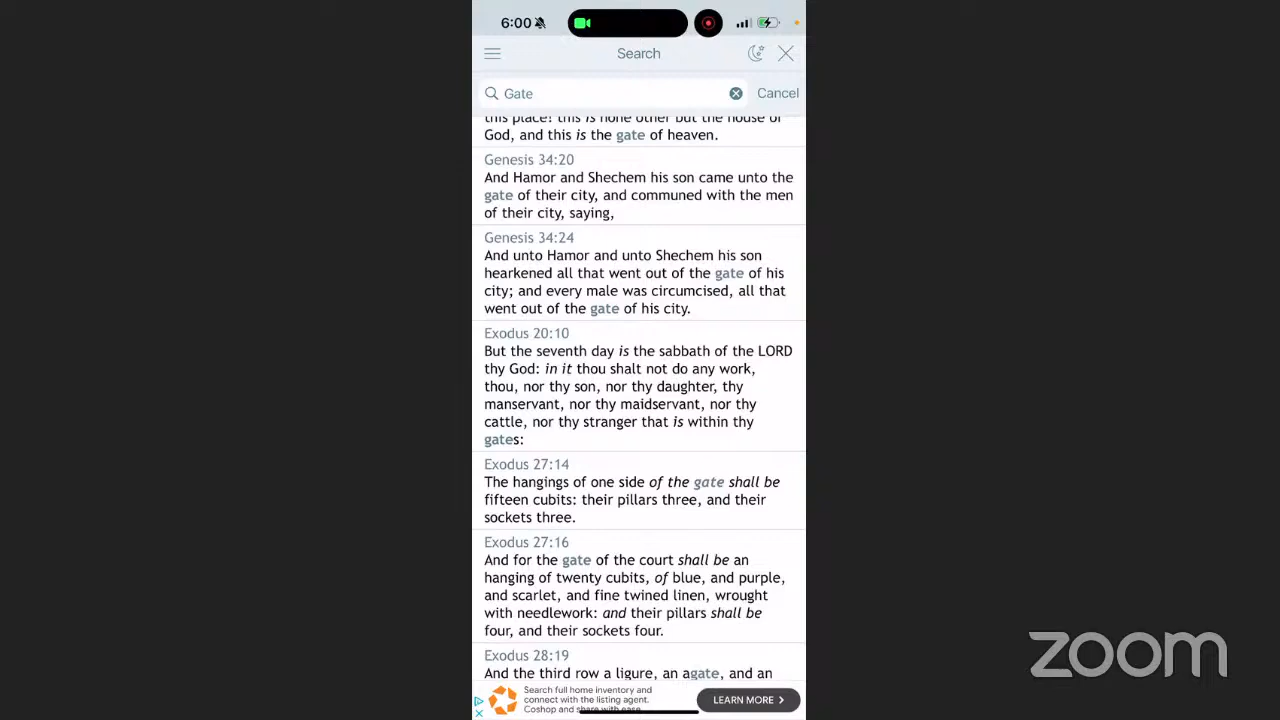 6:00
Search
Gate
Cancel
this place! this is none other but the house of
God, and this is the gate of heaven.
Genesis 34:20
And Hamor and Shechem his son came unto the
gate of their city, and communed with the men
of their city, saying,
Genesis 34:24
And unto Hamor and unto Shechem his son
hearkened all that went out of the gate of his
city; and every male was circumcised, all that
went out of the gate of his city.
Exodus 20:10
But the seventh day is the sabbath of the LORD
thy God: in it thou shalt not do any work,
thou, nor thy son, nor thy daughter, thy
manservant, nor thy maidservant, nor thy
cattle, nor thy stranger that is within thy
gates:
Exodus 27:14
The hangings of one side of the gate shall be
fifteen cubits: their pillars three, and their
sockets three.
Exodus 27:16
And for the gate of the court shall be an
hanging of twenty cubits, of blue, and purple,
and scarlet, and fine twined linen, wrought
with needlework: and their pillars shall be
four, and their sockets four.
Exodus 28:19
And the third row a ligure, an agate, and an
Search full home inventory and
connect with the listing agent.
Coshop and share with ease.
LEARN MORE
zoom